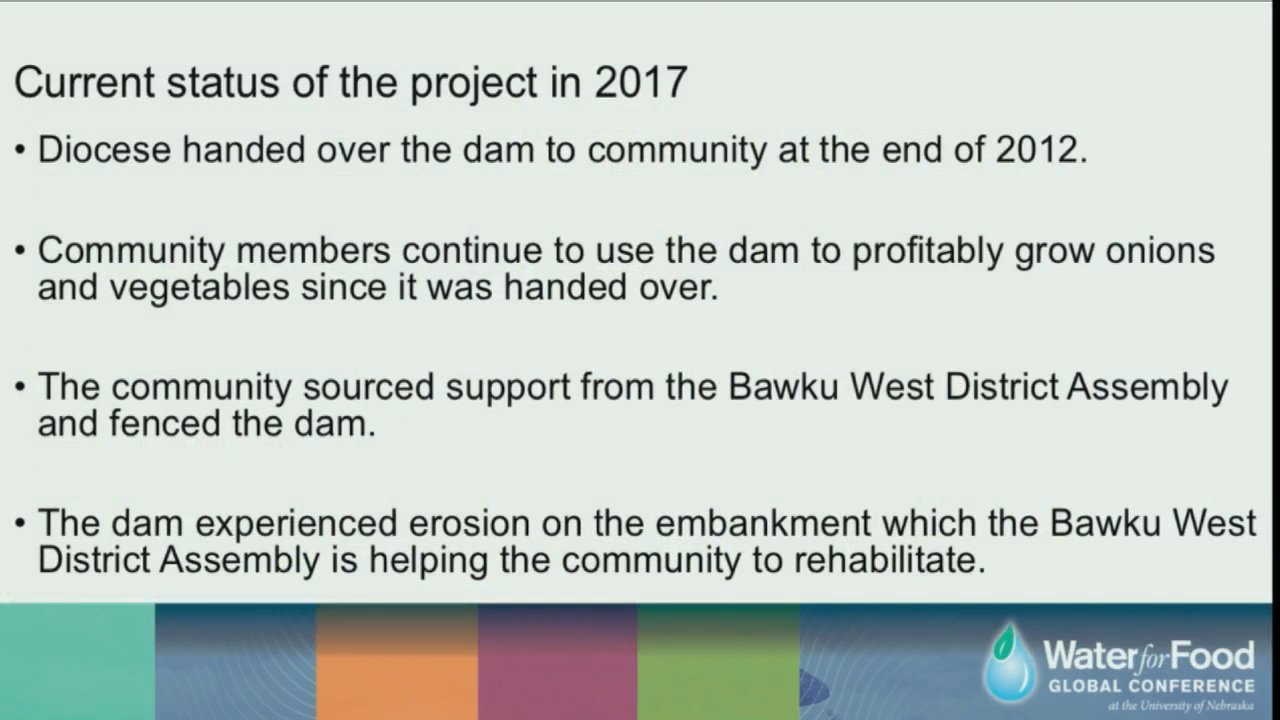 Current status of the project in 2017
• Diocese handed over the dam to community at the end of 2012.
• Community members continue to use the dam to profitably grow onions
and vegetables since it was handed over.
• The community sourced support from the Bawku West District Assembly
and fenced the dam.
• The dam experienced erosion on the embankment which the Bawku West
District Assembly is helping the community to rehabilitate.
Water for Food
GLOBAL CONFERENCE
at the University of Nebraska